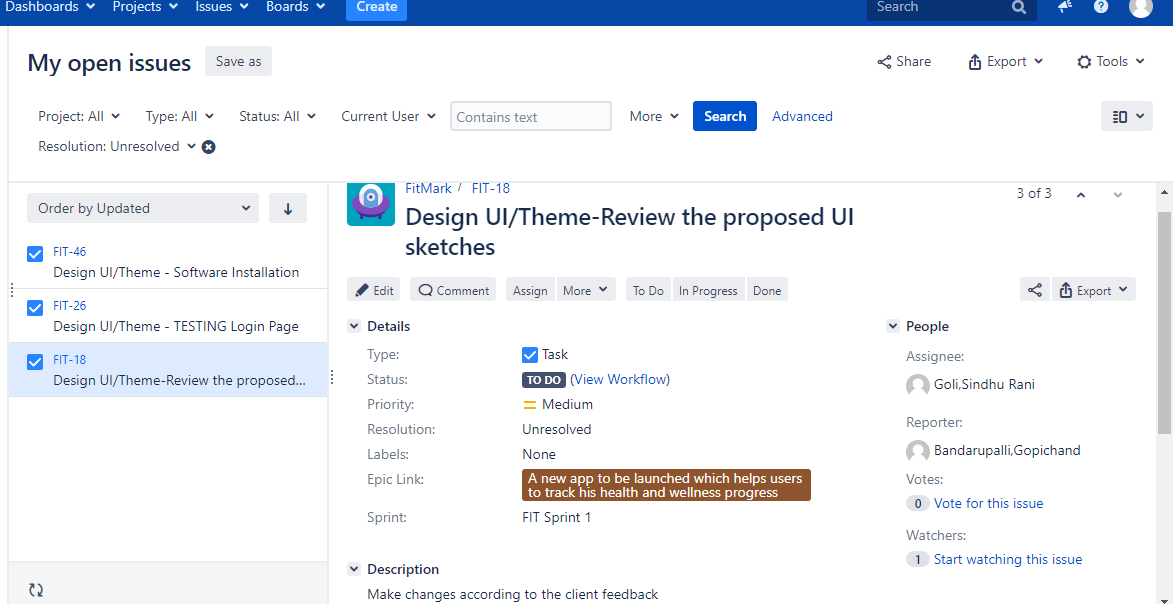 Dashboards Projects Issues Boards Create Search
My open issues Save as Share Export Tools
Project: All Type: All Status: All Current User Contains text More Search Advanced
Resolution: Unresolved
Order by Updated
FIT-46
Design UI/Theme - Software Installation
FIT-26
Design UI/Theme - TESTING Login Page
FIT-18
Design UI/Theme-Review the proposed...
FitMark / FIT-18
3 of 3
Design UI/Theme-Review the proposed UI
sketches
Edit Comment Assign More To Do In Progress Done Export
Details
Type: Task
Status: TO DO (View Workflow)
Priority: Medium
Resolution: Unresolved
Labels: None
Epic Link: A new app to be launched which helps users
to track his health and wellness progress
Sprint: FIT Sprint 1
Description
Make changes according to the client feedback
People
Assignee:
Goli,Sindhu Rani
Reporter:
Bandarupalli,Gopichand
Votes:
0 Vote for this issue
Watchers:
1 Start watching this issue